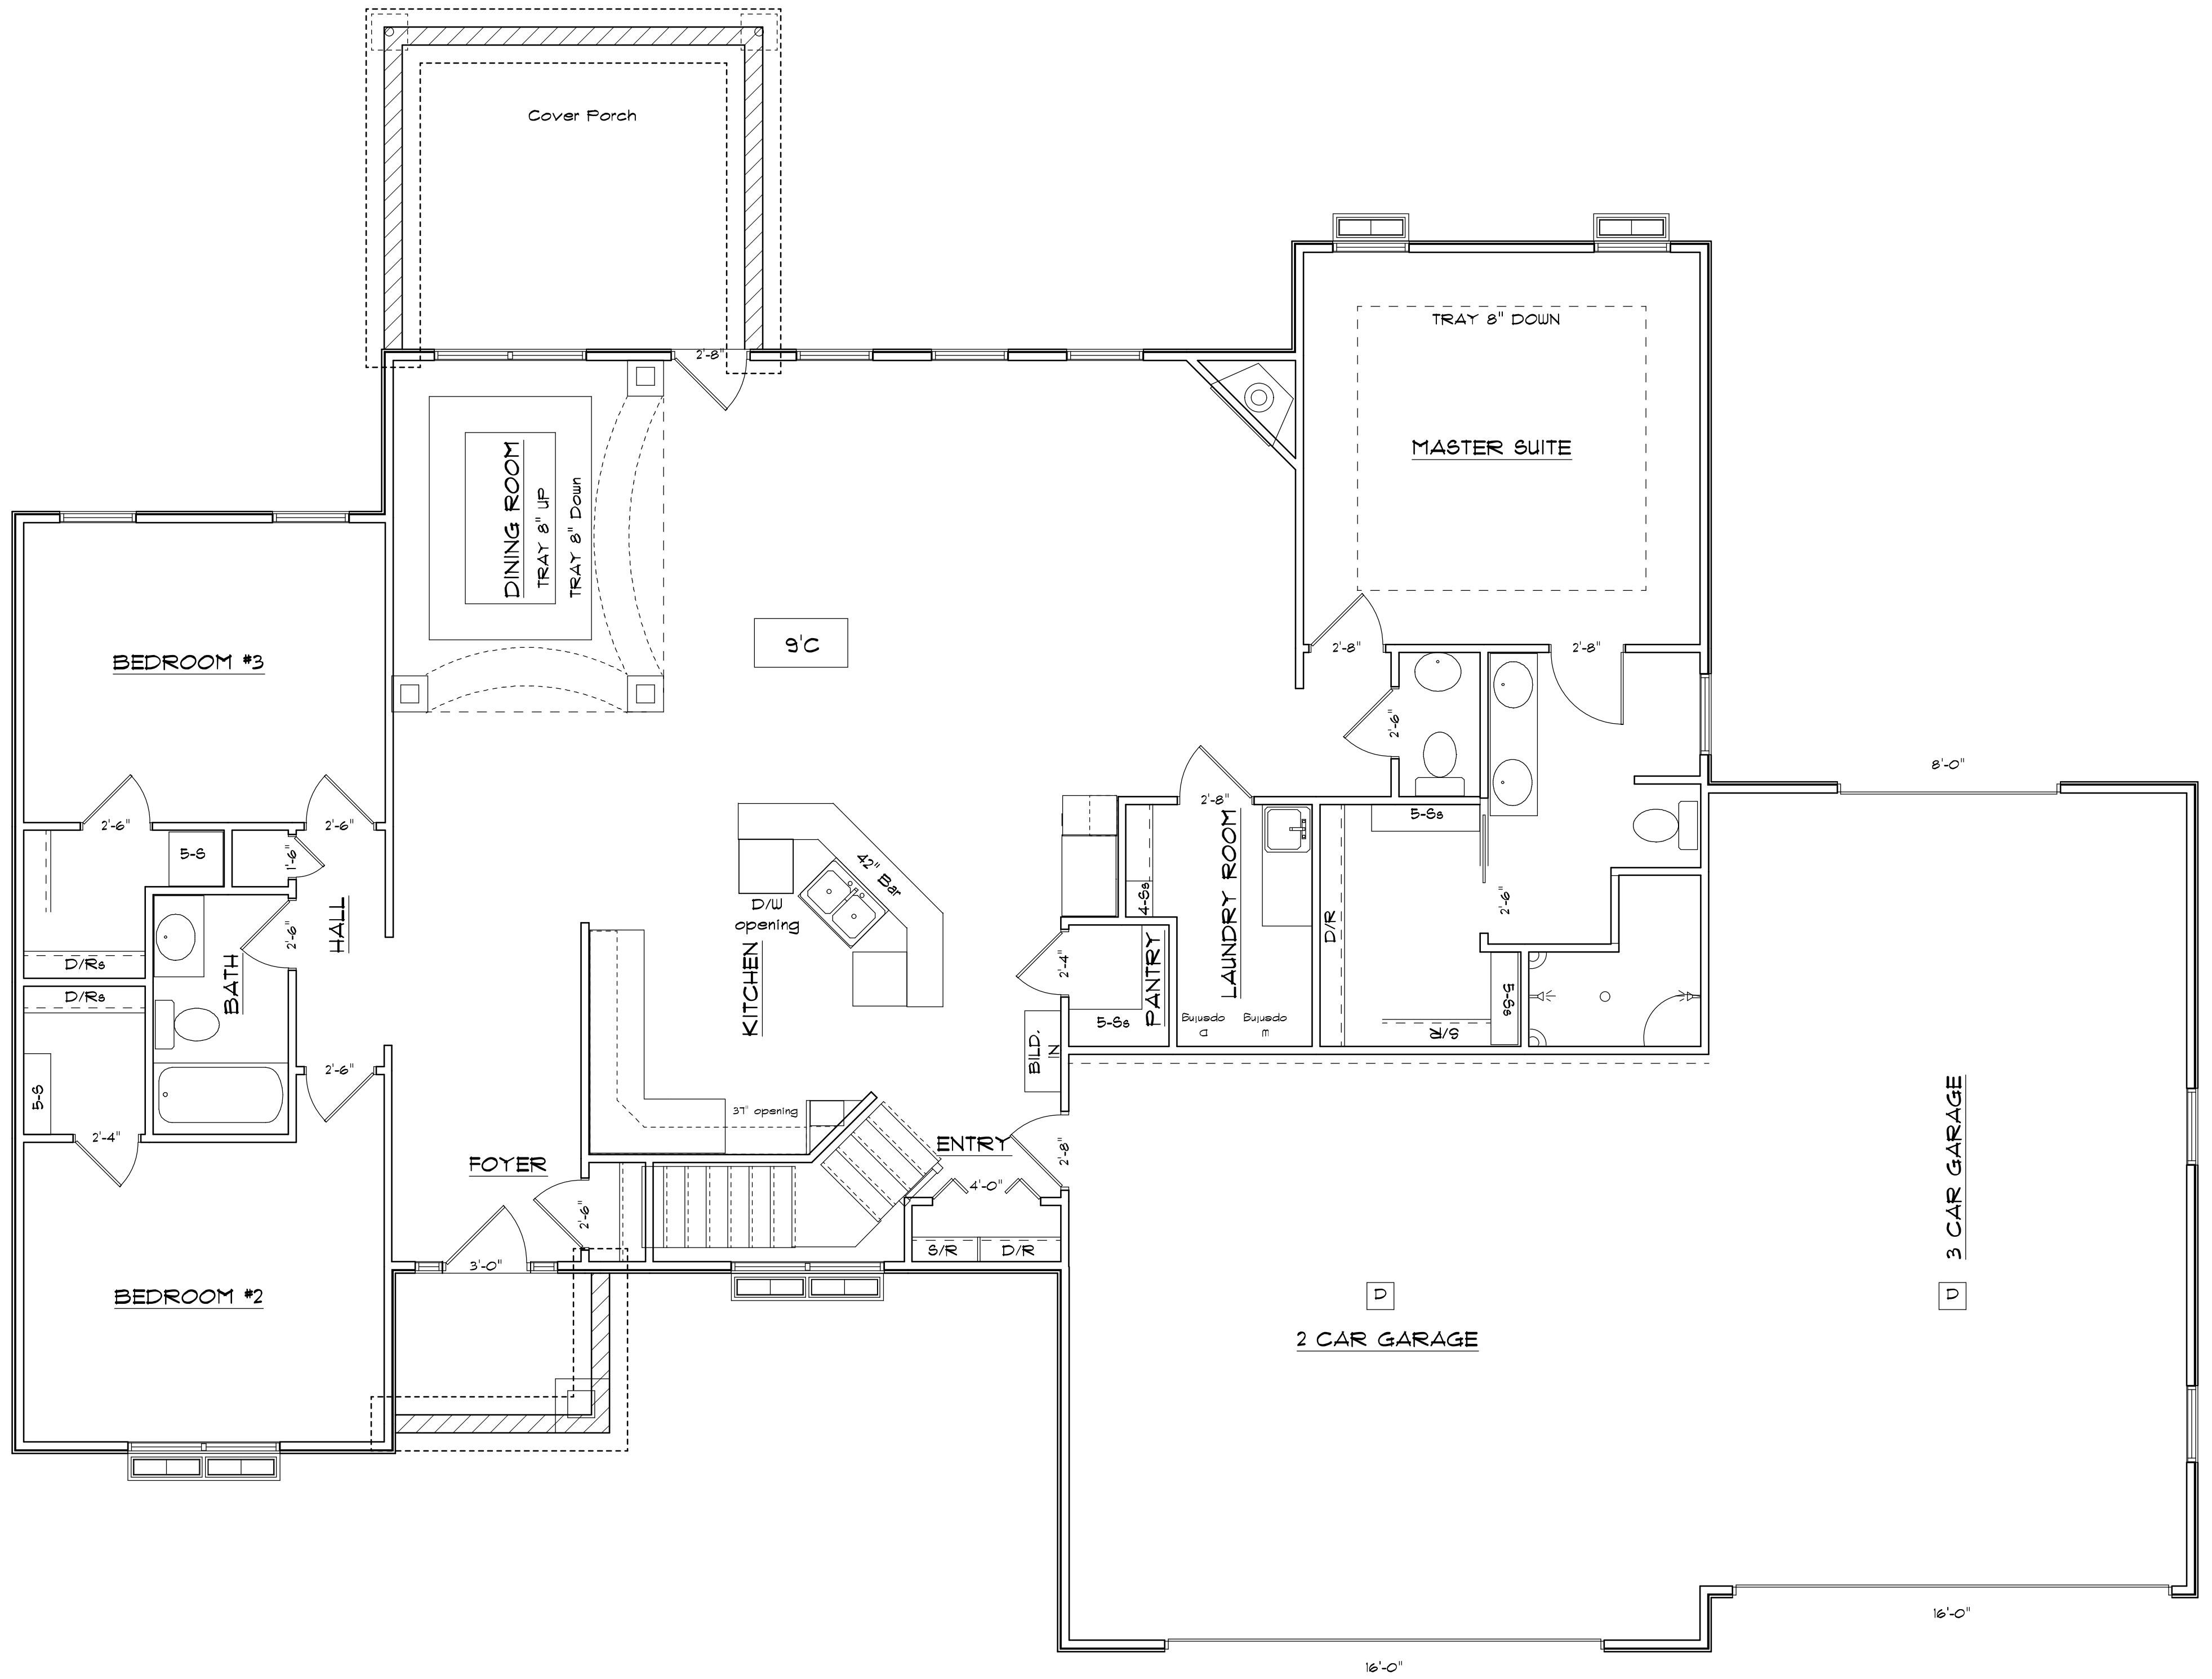 Cover Porch
TRAY 8" DOWN
2'-8"
MASTER SUITE
DINING ROOM
TRAY 8" UP
TRAY 8" Down
9'C
BEDROOM #3
2'-8"
2'-8"
2'-6"
8'-0"
2'-6"
2'-6"
5-S
1'-6"
2'-8"
5-Ss
42" Bar
D/W
opening
4-Ss
LAUNDRY ROOM
D/R
2'-6"
HALL
2'-6"
D/Rs
D/Rs
BATH
KITCHEN
2'-4"
PANTRY
5-Ss
D
opening
W
opening
S/R
5-Ss
BILD.
IN
2'-6"
5-S
37" opening
2'-4"
ENTRY
2'-8"
FOYER
4'-0"
2'-6"
S/R
D/R
3'-0"
3 CAR GARAGE
BEDROOM #2
D
D
2 CAR GARAGE
16'-0"
16'-0"